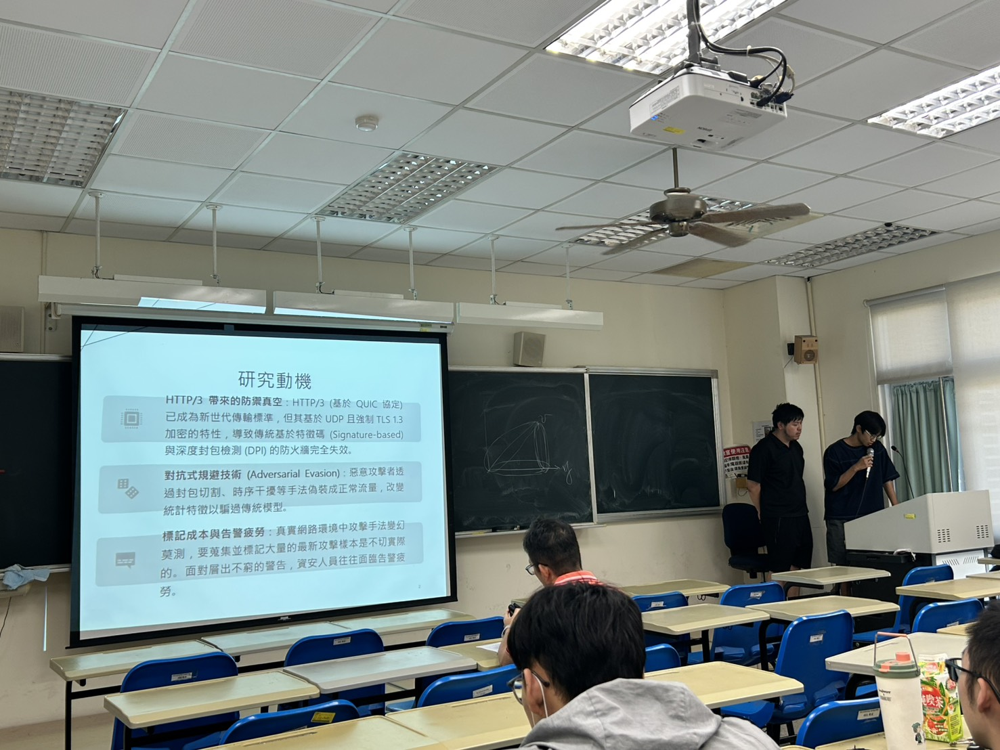 研究動機
HTTP/3 帶來的防禦真空：HTTP/3 (基於 QUIC 協定)
已成為新世代傳輸標準，但其基於 UDP 且強制 TLS 1.3
加密的特性，導致傳統基於特徵碼 (Signature-based)
與深度封包檢測 (DPI) 的防火牆完全失效。
對抗式規避技術 (Adversarial Evasion)：惡意攻擊者透
過封包切割、時序干擾等手法偽裝成正常流量，改變
統計特徵以騙過傳統模型。
標記成本與告警疲勞：真實網路環境中攻擊手法變幻
莫測，要蒐集並標記大量的最新攻擊樣本是不切實際
的。面對層出不窮的警告，資安人員往往面臨告警疲
勞。
2
室使用注意
純喫茶